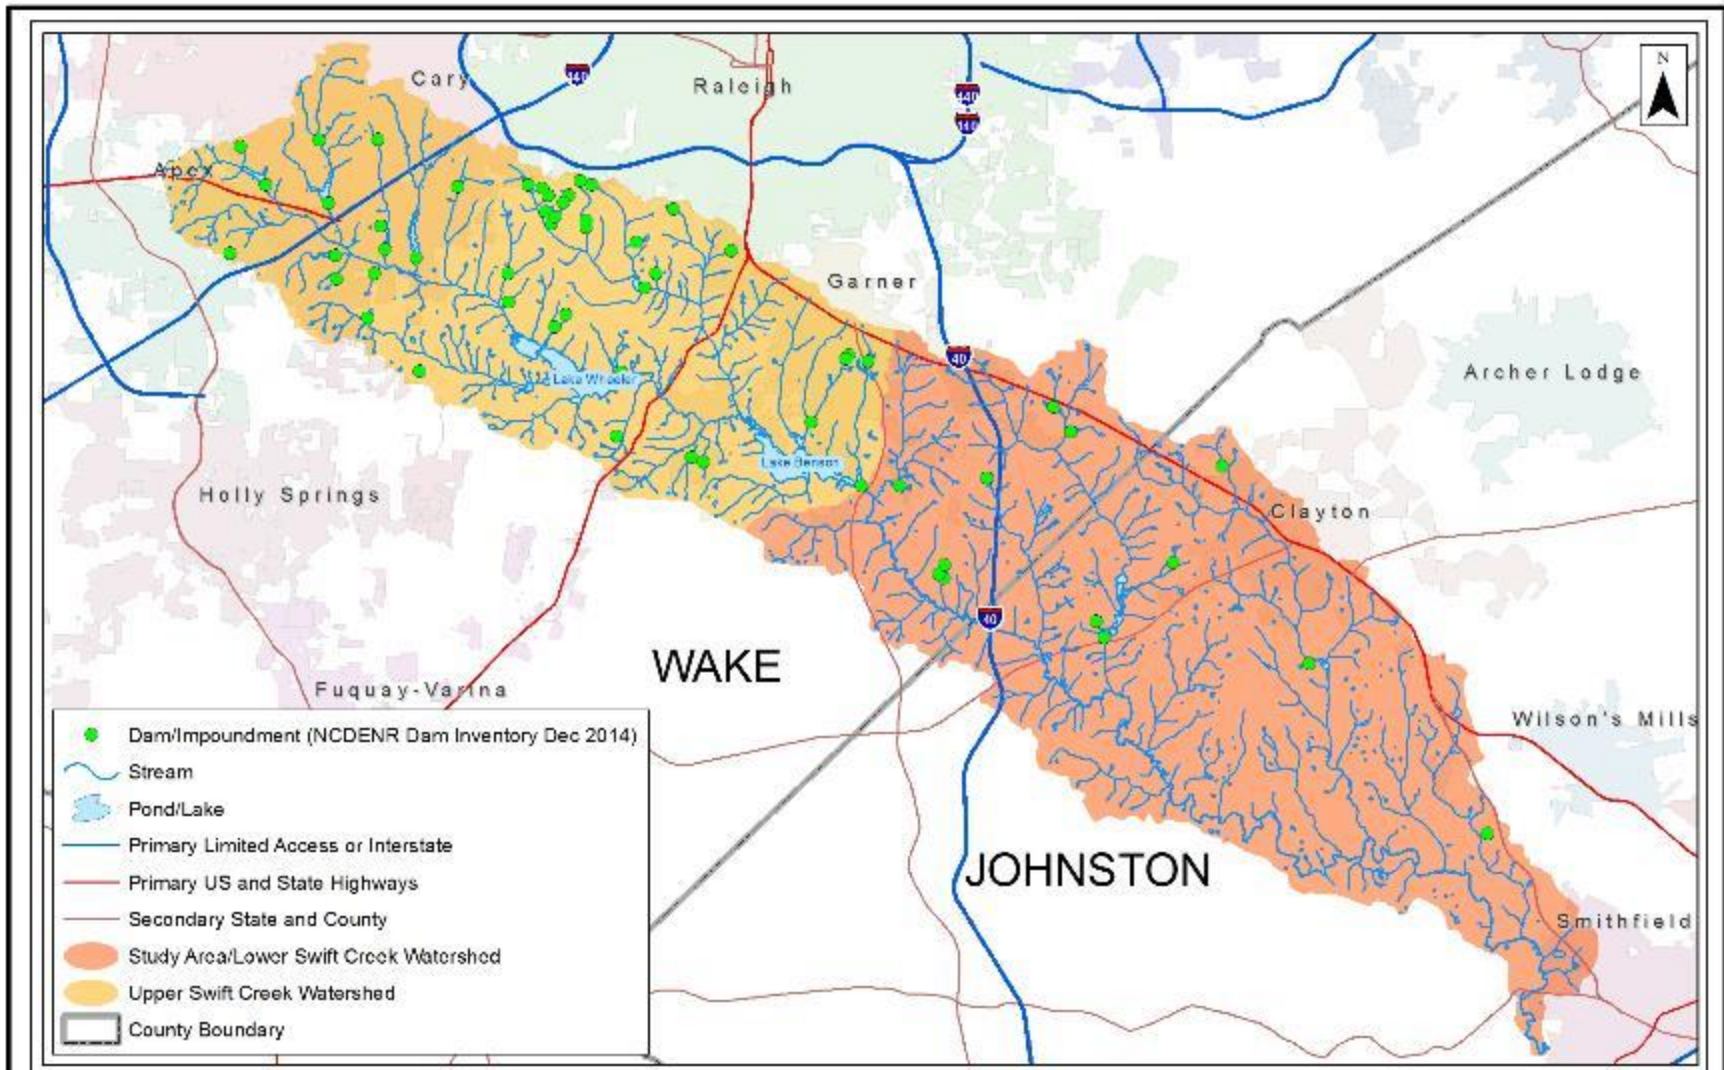 N
Cary
440
Raleigh
440
440
Apex
Garner
40
Lake Wheeler
Archer Lodge
Lake Benson
Holly Springs
Clayton
40
WAKE
Fuquay-Varina
Wilson's Mills
JOHNSTON
Smithfield
Dam/Impoundment (NCDENR Dam Inventory Dec 2014)
Stream
Pond/Lake
Primary Limited Access or Interstate
Primary US and State Highways
Secondary State and County
Study Area/Lower Swift Creek Watershed
Upper Swift Creek Watershed
County Boundary